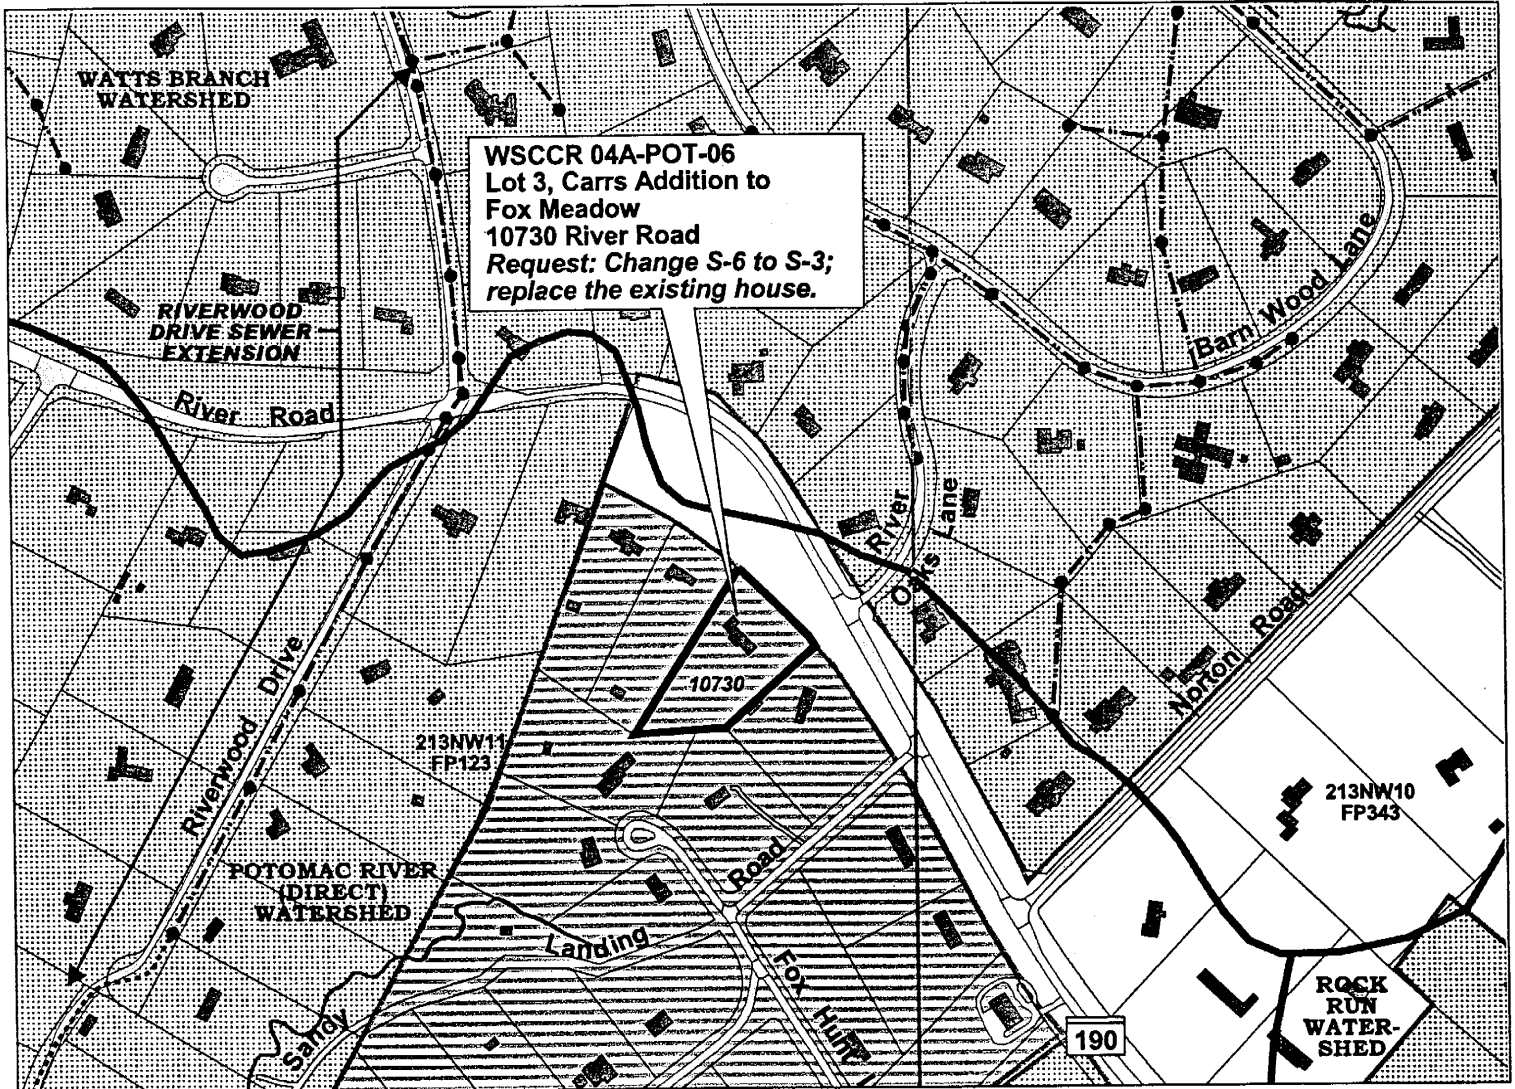 WATTS BRANCH
WATERSHED
WSCCR 04A-POT-06
Lot 3, Carrs Addition to
Fox Meadow
10730 River Road
Request: Change S-6 to S-3;
replace the existing house.
RIVERWOOD
DRIVE SEWER
EXTENSION
River Road
Barn Wood Lane
River
Oaks Lane
Norton Road
10730
Riverwood Drive
213NW11
FP123
213NW10
FP343
POTOMAC RIVER
(DIRECT)
WATERSHED
Sandy Landing Road
Fox Hunt
190
ROCK
RUN
WATER-
SHED